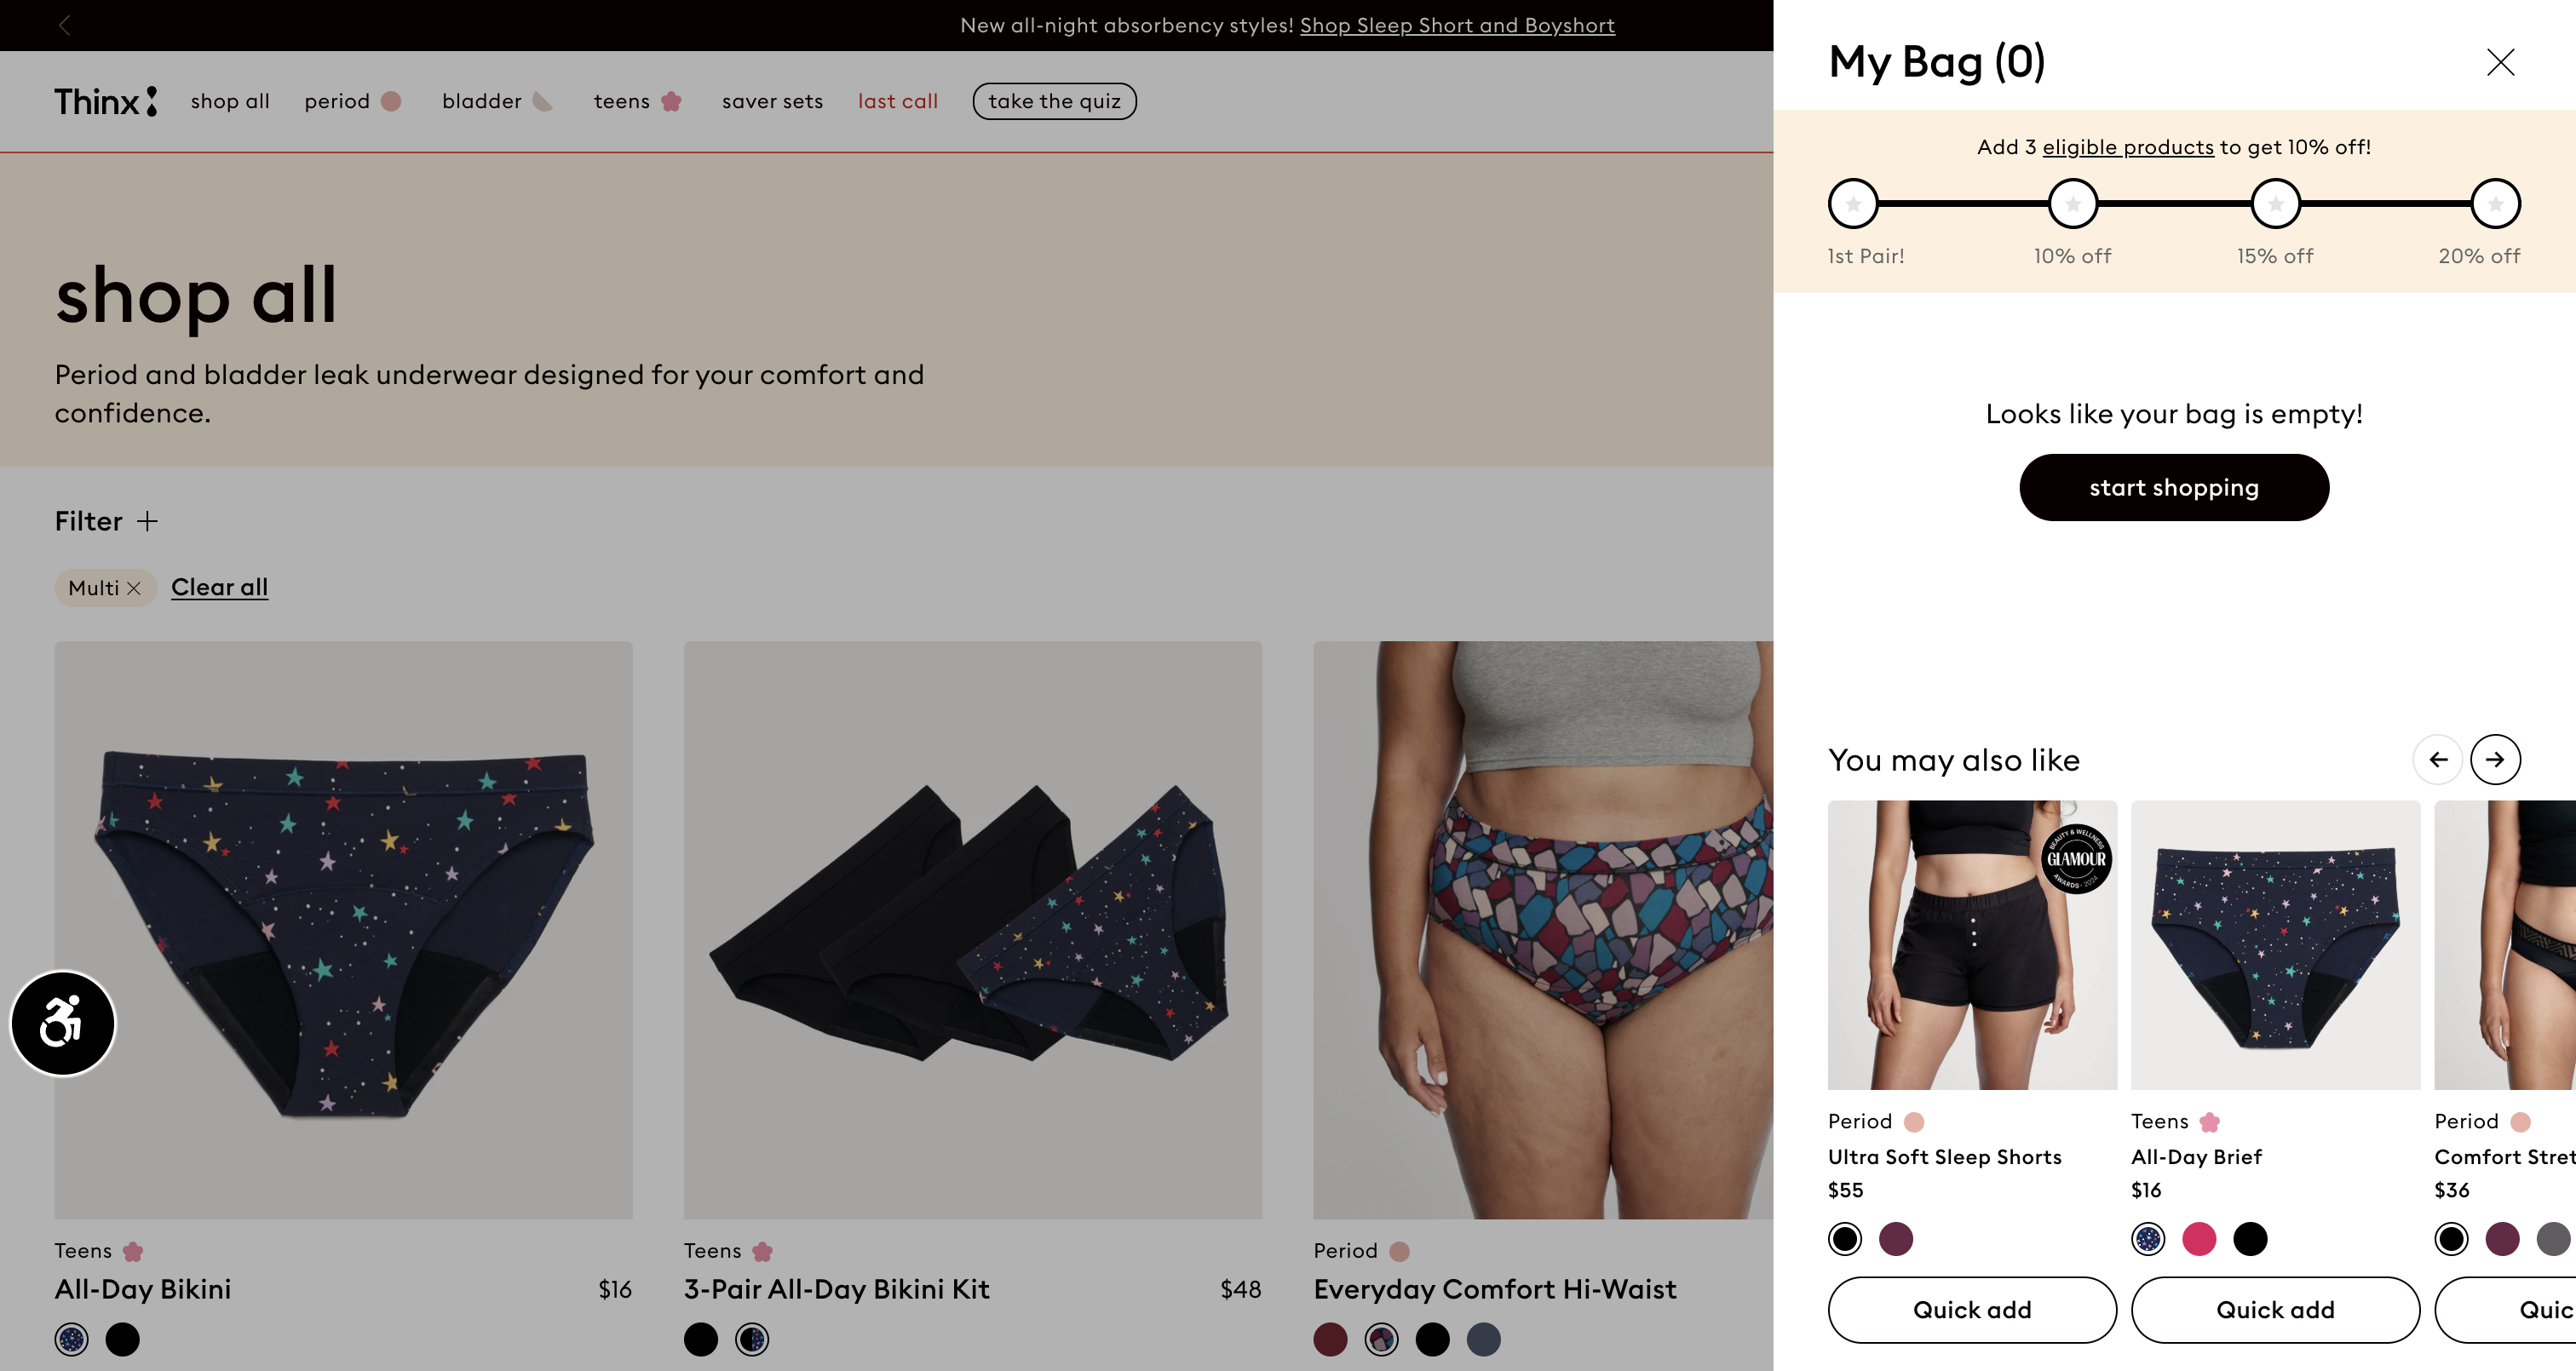 New all-night absorbency styles! Shop Sleep Short and Boyshort
Thinx
shop all
period
bladder
teens
saver sets
last call
take the quiz
shop all
Period and bladder leak underwear designed for your comfort and
confidence.
Filter
Multi
Clear all
Teens
All-Day Bikini
$16
Teens
3-Pair All-Day Bikini Kit
$48
Period
Everyday Comfort Hi-Waist
My Bag (0)
Add 3 eligible products to get 10% off!
1st Pair!
10% off
15% off
20% off
Looks like your bag is empty!
start shopping
You may also like
BEAUTY & WELLNESS
GLAMOUR
AWARDS · 2024
Period
Ultra Soft Sleep Shorts
$55
Quick add
Teens
All-Day Brief
$16
Quick add
Period
Comfort Stret
$36
Quic